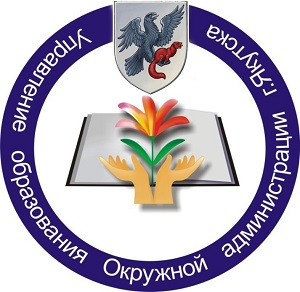 Управление образования Окружной администрации г.Якутска